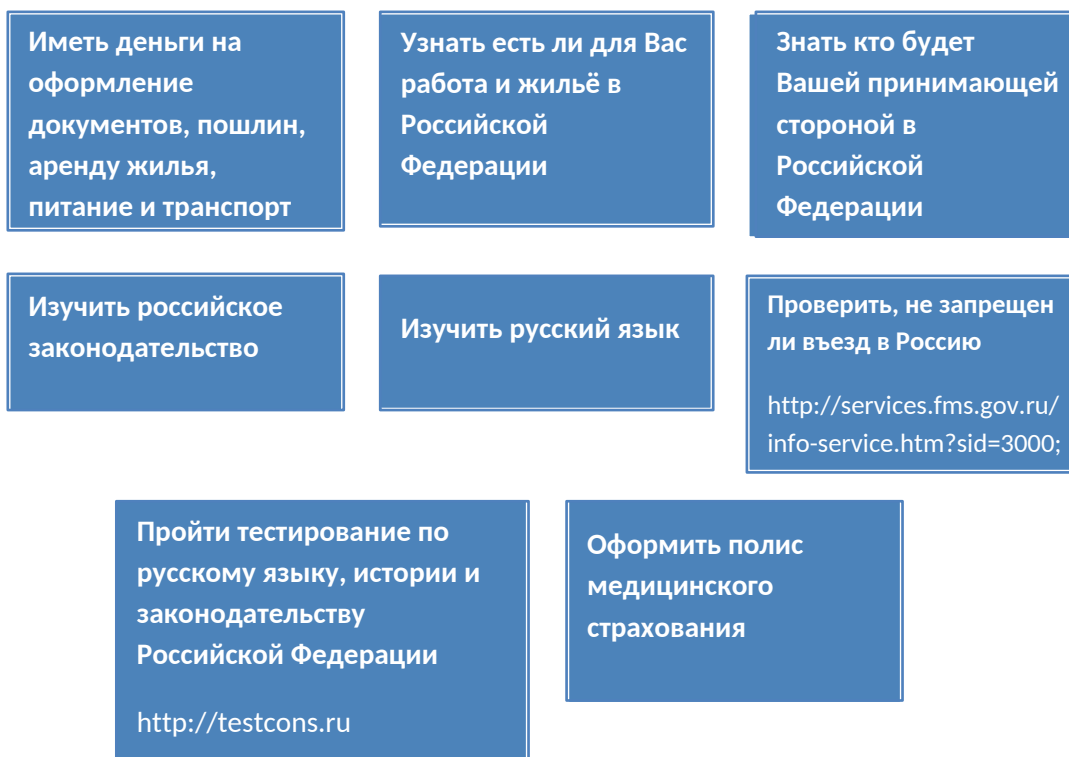 Иметь деньги на
оформление
документов, пошлин,
аренду жилья,
питание и транспорт
Узнать есть ли для Вас
работа и жильё в
Российской
Федерации
Знать кто будет
Вашей принимающей
стороной в
Российской
Федерации
Изучить российское
законодательство
Изучить русский язык
Проверить, не запрещен
ли въезд в Россию
http://services.fms.gov.ru/
info-service.htm?sid=3000;
Пройти тестирование по
русскому языку, истории и
законодательству
Российской Федерации
http://testcons.ru
Оформить полис
медицинского
страхования